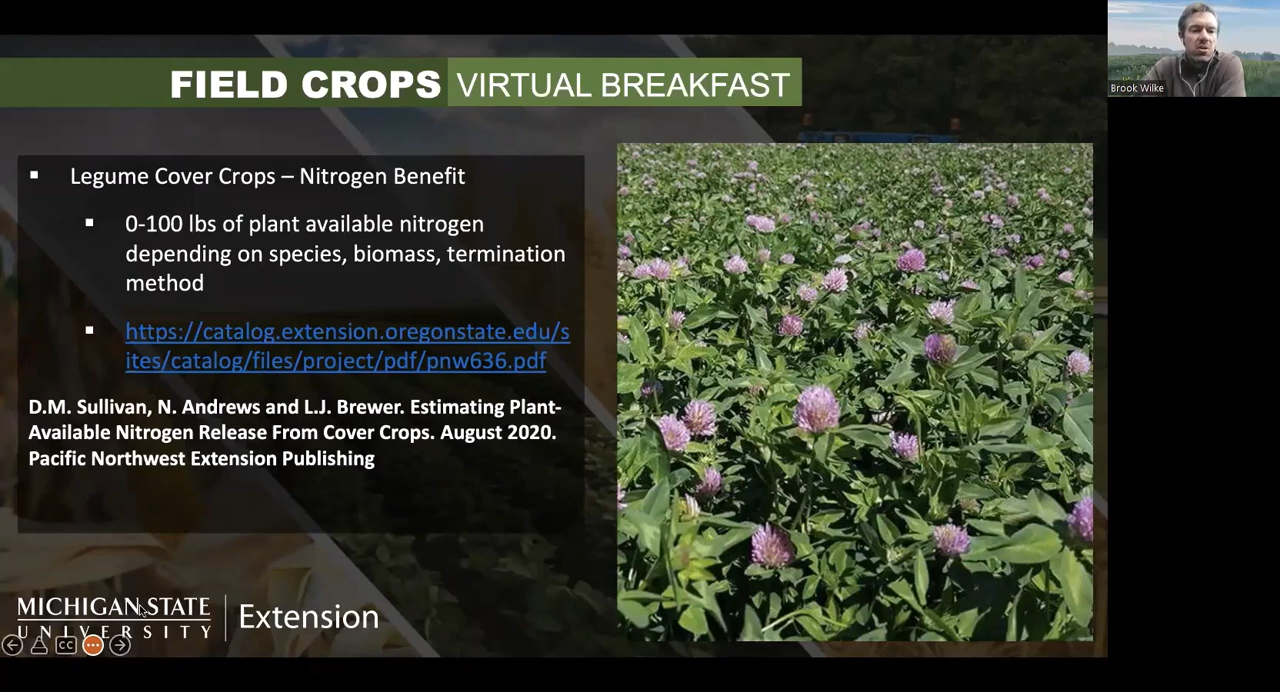 FIELD CROPS VIRTUAL BREAKFAST
Brook Wilke
Legume Cover Crops – Nitrogen Benefit
0-100 lbs of plant available nitrogen
depending on species, biomass, termination
method
https://catalog.extension.oregonstate.edu/s
ites/catalog/files/project/pdf/pnw636.pdf
D.M. Sullivan, N. Andrews and L.J. Brewer. Estimating Plant-
Available Nitrogen Release From Cover Crops. August 2020.
Pacific Northwest Extension Publishing
MICHIGAN STATE
UNIVERSITY
Extension
CC